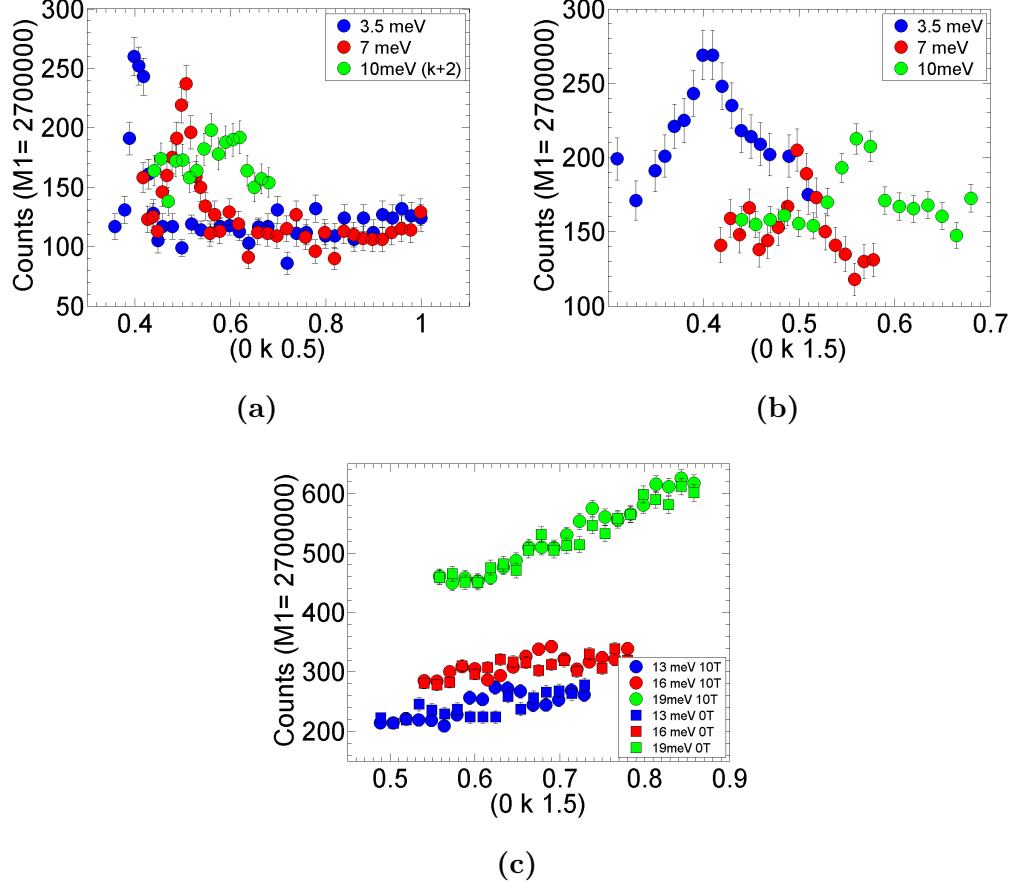 300
250
200
150
100
50
Counts (M1= 2700000)
3.5 meV
7 meV
10meV (k+2)
0.4 0.6 0.8 1
(0 k 0.5)
(a)
300
250
200
150
100
Counts (M1= 2700000)
3.5 meV
7 meV
10meV
0.4 0.5 0.6 0.7
(0 k 1.5)
(b)
600
500
400
300
200
Counts (M1= 2700000)
13 meV 10T
16 meV 10T
19meV 10T
13 meV 0T
16 meV 0T
19meV 0T
0.5 0.6 0.7 0.8 0.9
(0 k 1.5)
(c)